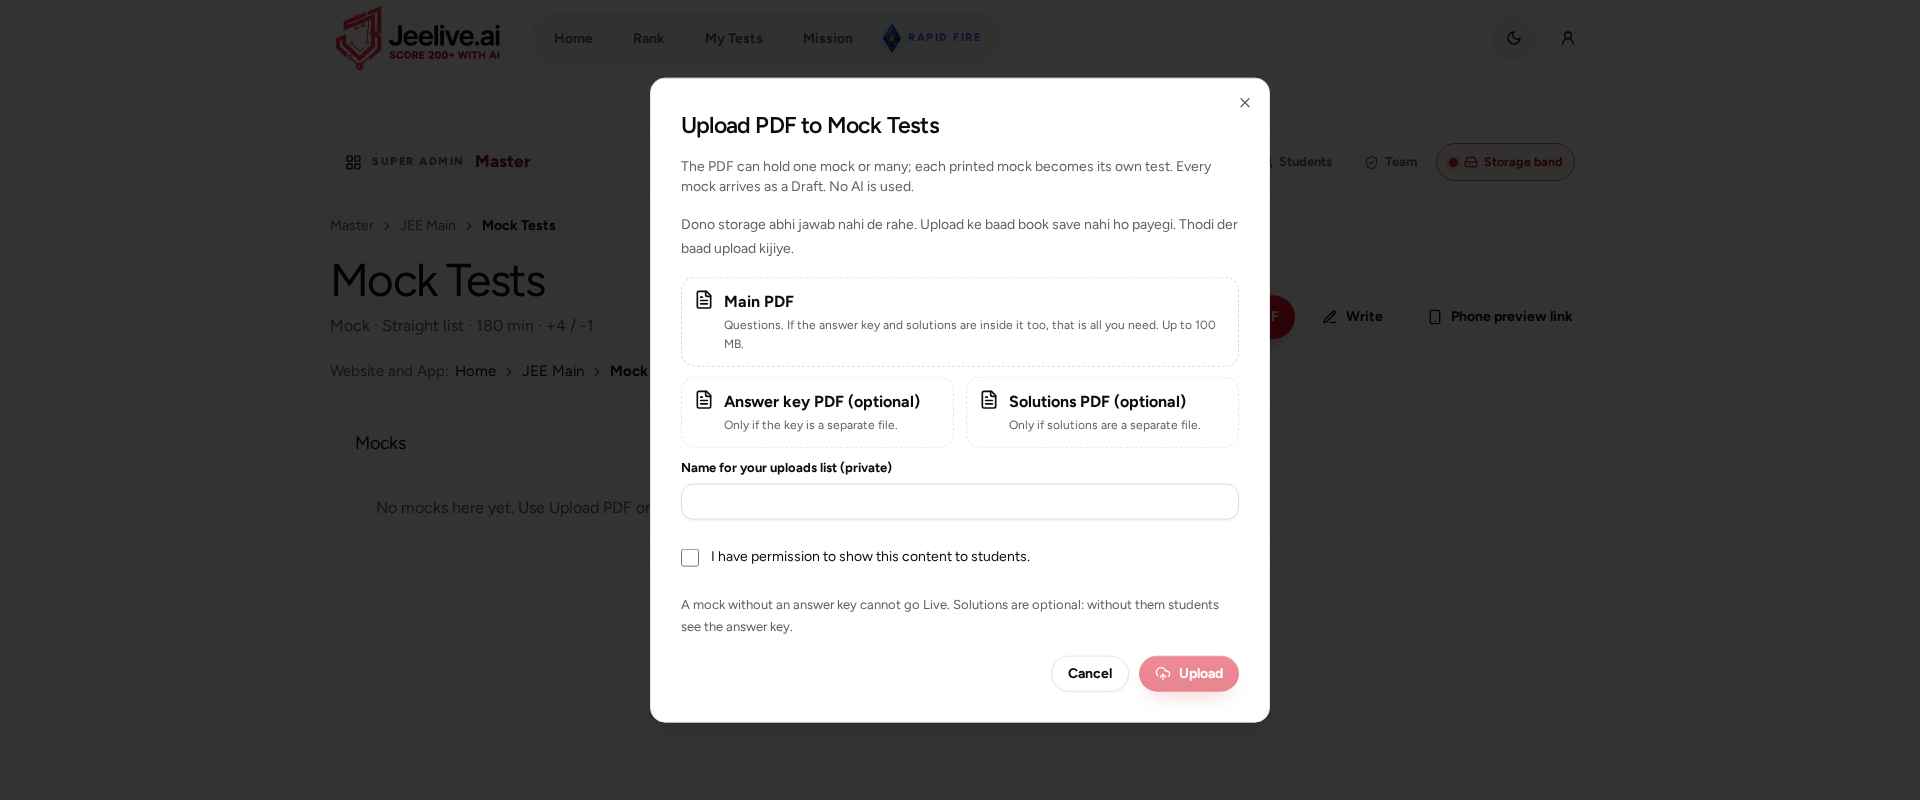 Jeelive.ai
SCORE 200+ WITH AI
Home
Rank
My Tests
Mission
RAPID FIRE
SUPER ADMIN
Master
Students
Team
Storage band
Master > JEE Main > Mock Tests
Mock Tests
Mock · Straight list · 180 min · +4 / -1
Write
Phone preview link
Website and App: Home > JEE Main > Mock
Mocks
No mocks here yet. Use Upload PDF or
Upload PDF to Mock Tests
The PDF can hold one mock or many; each printed mock becomes its own test. Every
mock arrives as a Draft. No AI is used.
Dono storage abhi jawab nahi de rahe. Upload ke baad book save nahi ho payegi. Thodi der
baad upload kijiye.
Main PDF
Questions. If the answer key and solutions are inside it too, that is all you need. Up to 100
MB.
Answer key PDF (optional)
Only if the key is a separate file.
Solutions PDF (optional)
Only if solutions are a separate file.
Name for your uploads list (private)
I have permission to show this content to students.
A mock without an answer key cannot go Live. Solutions are optional: without them students
see the answer key.
Cancel
Upload